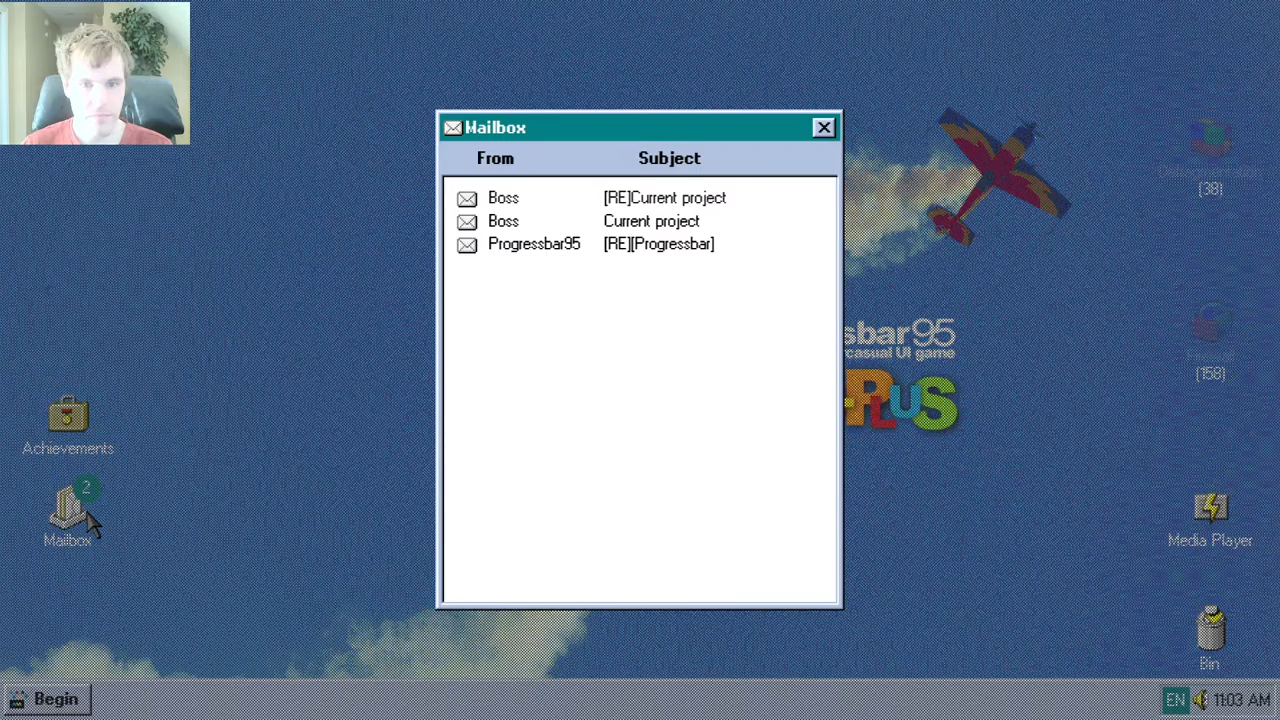 Mailbox
From Subject
Boss [RE]Current project
Boss Current project
Progressbar95 [RE][Progressbar]
(38)
sbar95
casual UI game
PLUS
Firewall
(158)
Achievements
2
Mailbox
Media Player
Bin
Begin
EN 11:03 AM